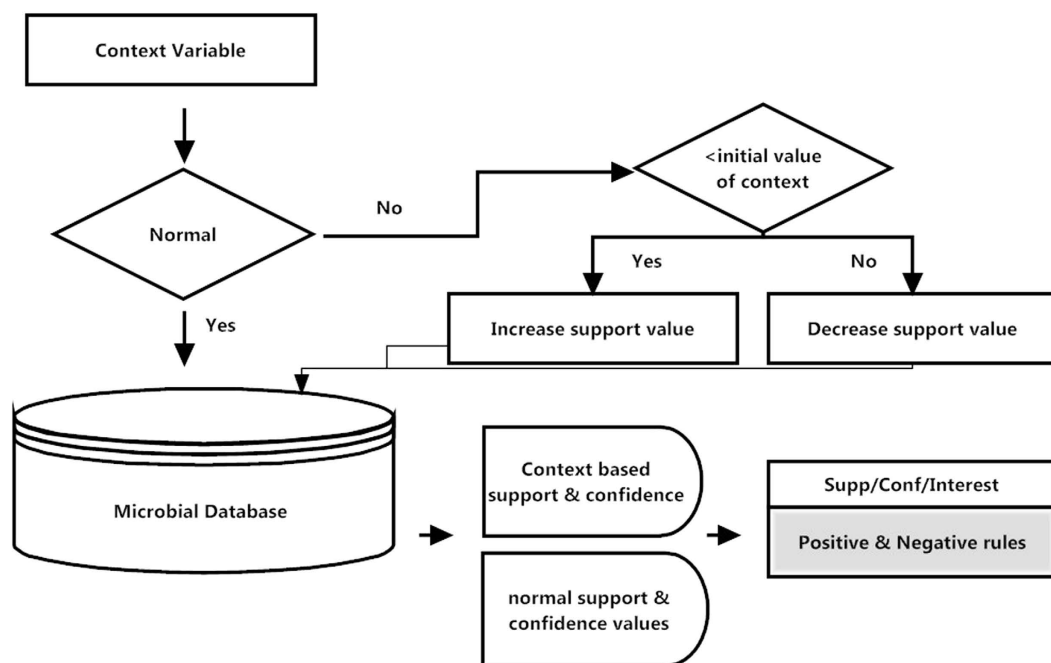 Context Variable
Normal
No
<initial value
of context
Yes
No
Increase support value
Decrease support value
Yes
Microbial Database
Context based
support & confidence
normal support &
confidence values
Supp/Conf/Interest
Positive & Negative rules